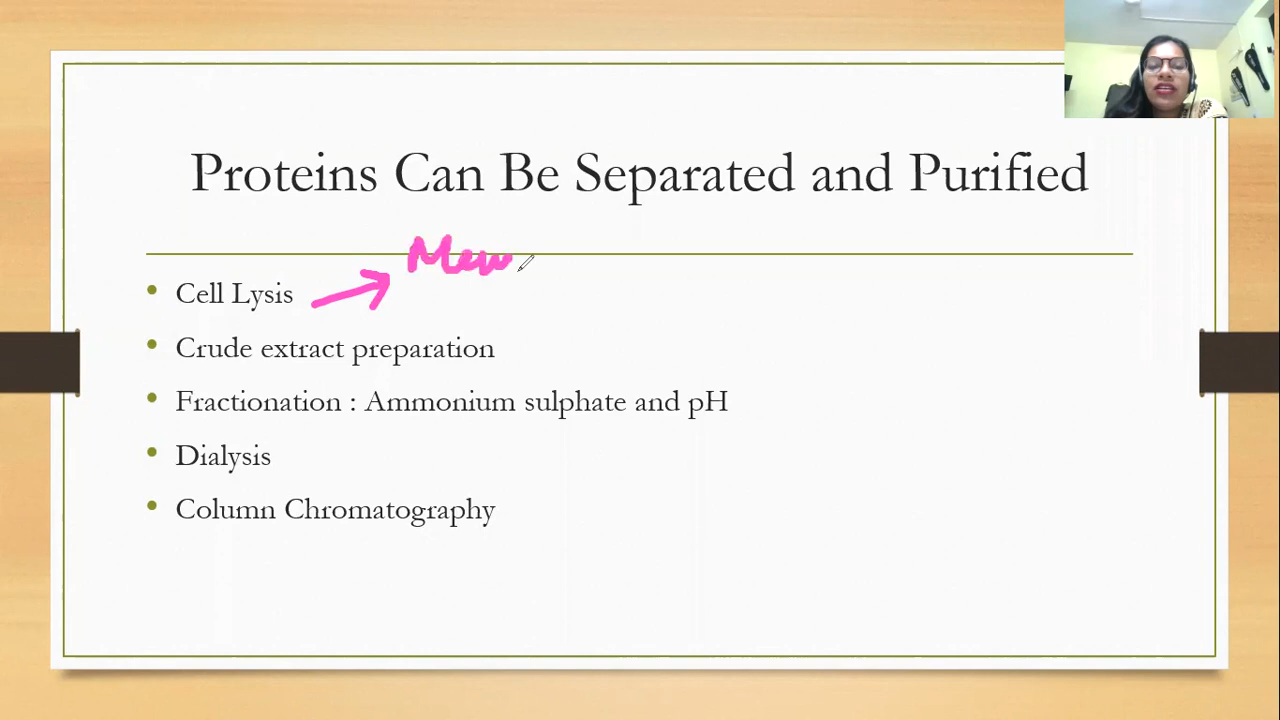 Proteins Can Be Separated and Purified
Cell Lysis
Crude extract preparation
Fractionation : Ammonium sulphate and pH
Dialysis
Column Chromatography